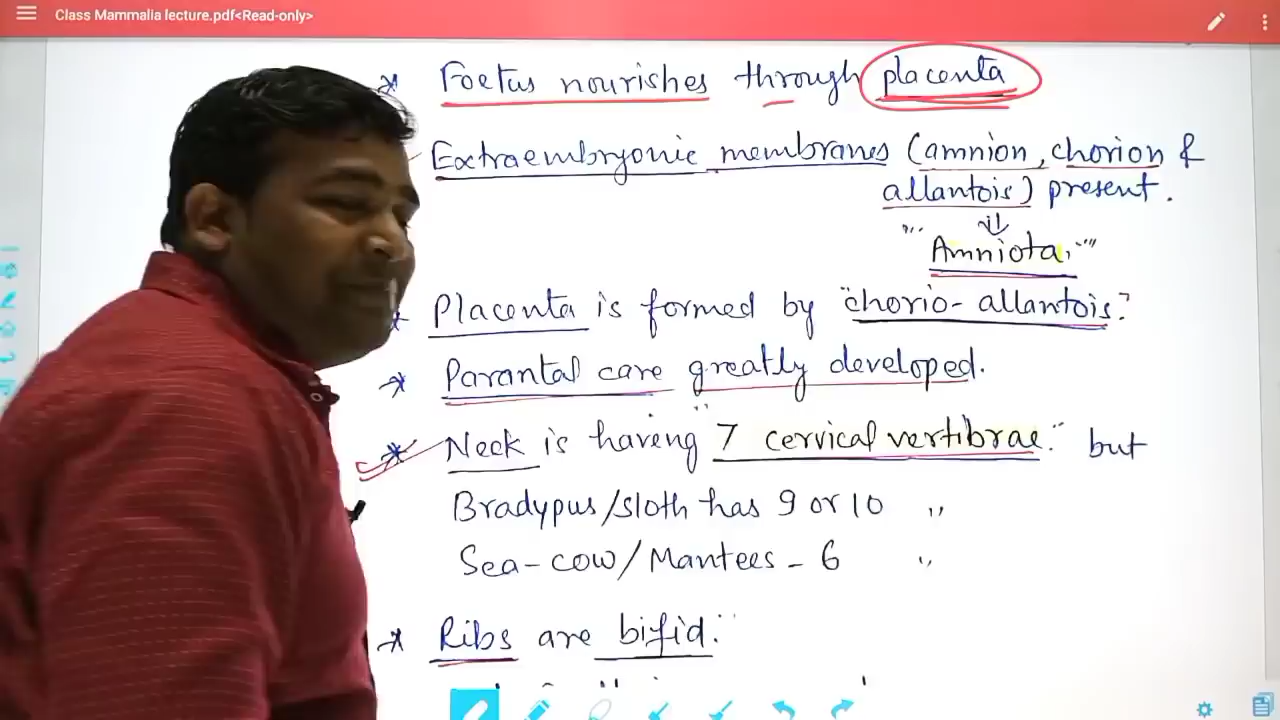 Class Mammalia lecture.pdf<Read-only>
* Foetus nourishes through placenta
Extraembryonic membranes (amnion, chorion &
allantois) present.
"Amniota."
* Placenta is formed by "chorio-allantois".
* Parantal care greatly developed.
* Neck is having "7 cervical vertibrae." but
Bradypus/sloth has 9 or 10 "
Sea-cow/Mantees - 6 "
* Ribs are bifid."